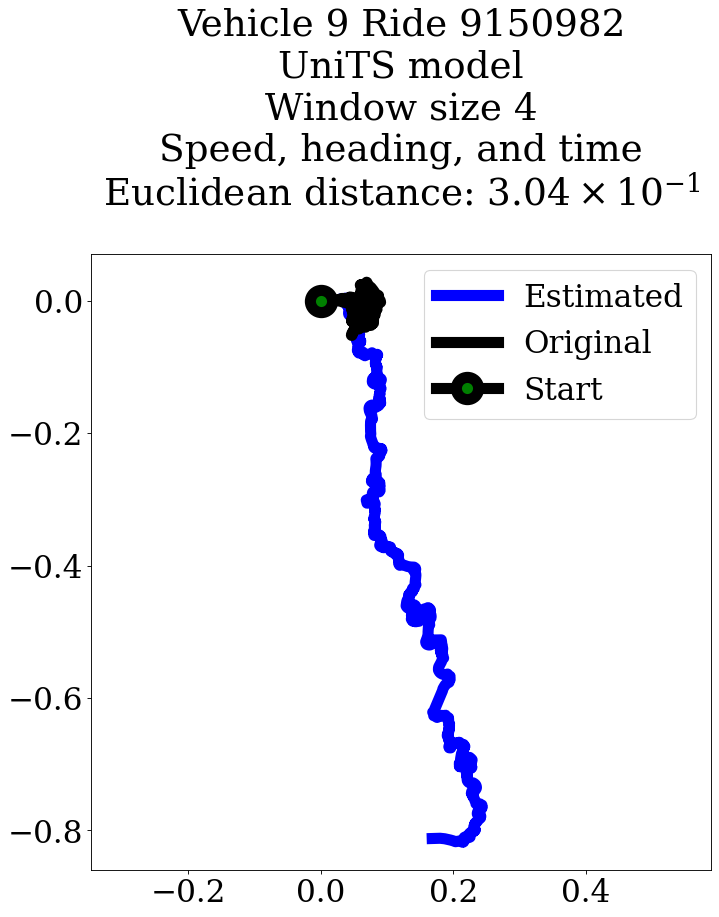 Vehicle 9 Ride 9150982
UniTS model
Window size 4
Speed, heading, and time
Euclidean distance: 3.04 × 10⁻¹
Estimated
Original
Start
0.0
−0.2
−0.4
−0.6
−0.8
−0.2 0.0 0.2 0.4